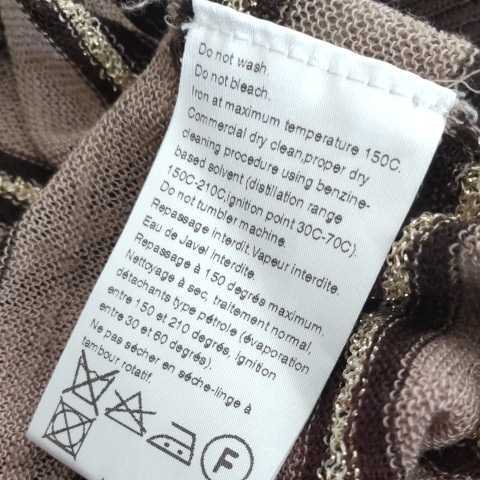 Do not wash.
Do not bleach.
Iron at maximum temperature 150C.
Commercial dry clean,proper dry
cleaning procedure using benzine-
based solvent (distillation range
150C-210C,Ignition point 30C-70C).
Do not tumbler machine.
Repassage interdit.Vapeur interdite.
Eau de Javel interdite.
Repassage à 150 degrés maximum.
Nettoyage à sec, traitement normal,
détachants type pétrole (évaporation
entre 150 et 210 degrés, ignition
entre 30 et 60 degrés).
Ne pas sécher en sèche-linge à
tambour rotatif.
F